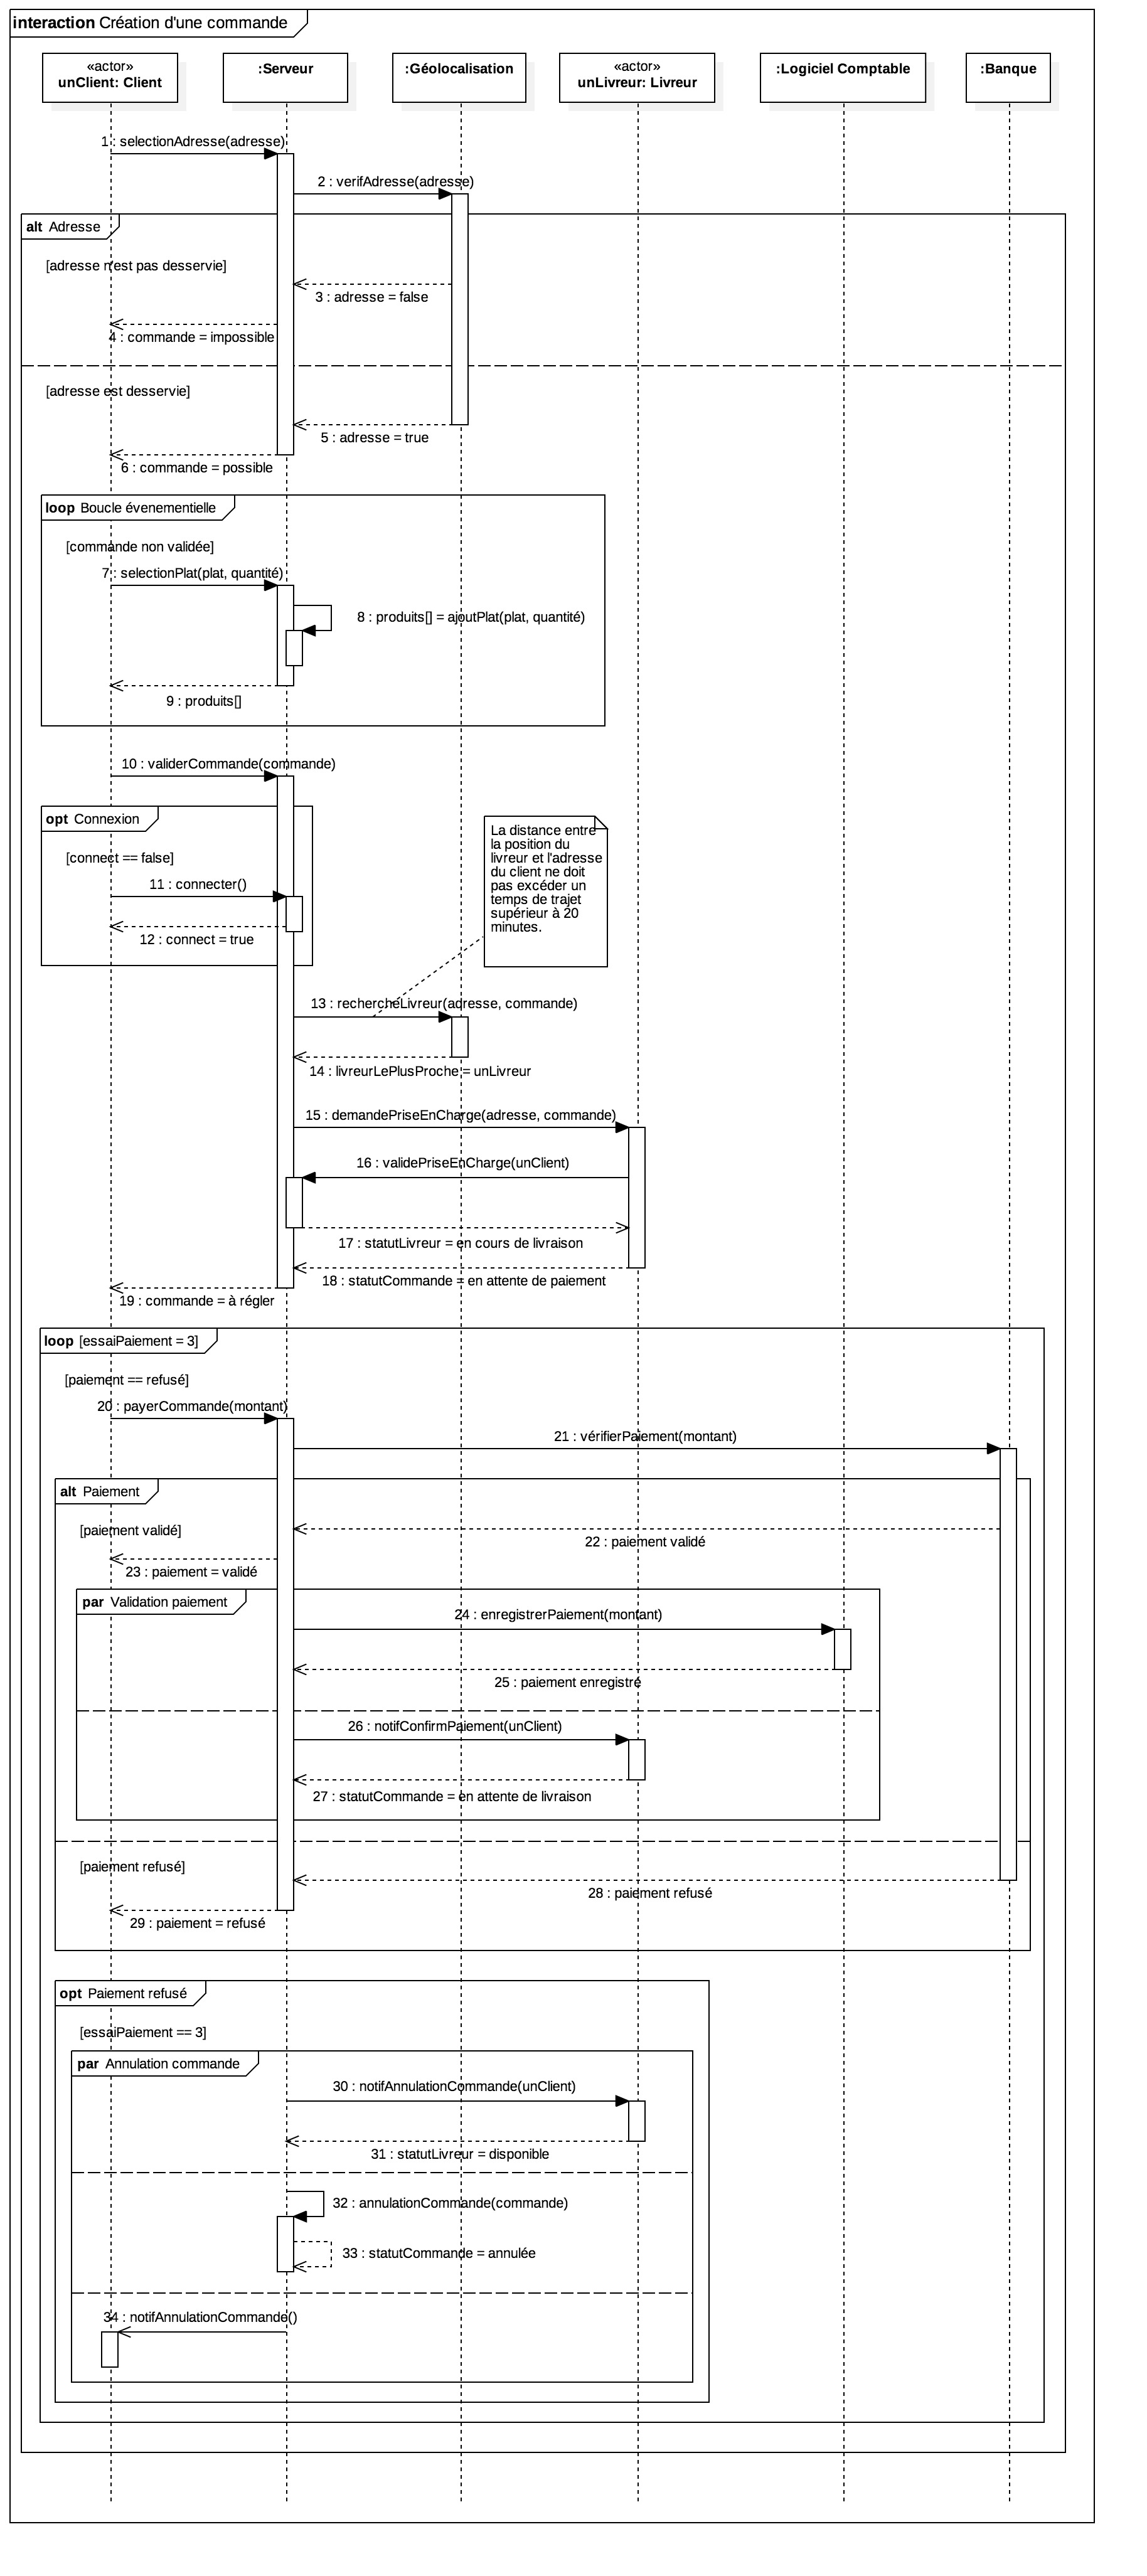 interaction Création d'une commande
«actor»
unClient: Client
:Serveur
:Géolocalisation
«actor»
unLivreur: Livreur
:Logiciel Comptable
:Banque
1 : selectionAdresse(adresse)
2 : verifAdresse(adresse)
alt Adresse
[adresse n'est pas desservie]
3 : adresse = false
4 : commande = impossible
[adresse est desservie]
5 : adresse = true
6 : commande = possible
loop Boucle évenementielle
[commande non validée]
7 : selectionPlat(plat, quantité)
8 : produits[] = ajoutPlat(plat, quantité)
9 : produits[]
10 : validerCommande(commande)
opt Connexion
[connect == false]
11 : connecter()
12 : connect = true
La distance entre
la position du
livreur et l'adresse
du client ne doit
pas excéder un
temps de trajet
supérieur à 20
minutes.
13 : rechercheLivreur(adresse, commande)
14 : livreurLePlusProche = unLivreur
15 : demandePriseEnCharge(adresse, commande)
16 : validePriseEnCharge(unClient)
17 : statutLivreur = en cours de livraison
18 : statutCommande = en attente de paiement
19 : commande = à régler
loop [essaiPaiement = 3]
[paiement == refusé]
20 : payerCommande(montant)
21 : vérifierPaiement(montant)
alt Paiement
[paiement validé]
22 : paiement validé
23 : paiement = validé
par Validation paiement
24 : enregistrerPaiement(montant)
25 : paiement enregistré
26 : notifConfirmPaiement(unClient)
27 : statutCommande = en attente de livraison
[paiement refusé]
28 : paiement refusé
29 : paiement = refusé
opt Paiement refusé
[essaiPaiement == 3]
par Annulation commande
30 : notifAnnulationCommande(unClient)
31 : statutLivreur = disponible
32 : annulationCommande(commande)
33 : statutCommande = annulée
34 : notifAnnulationCommande()